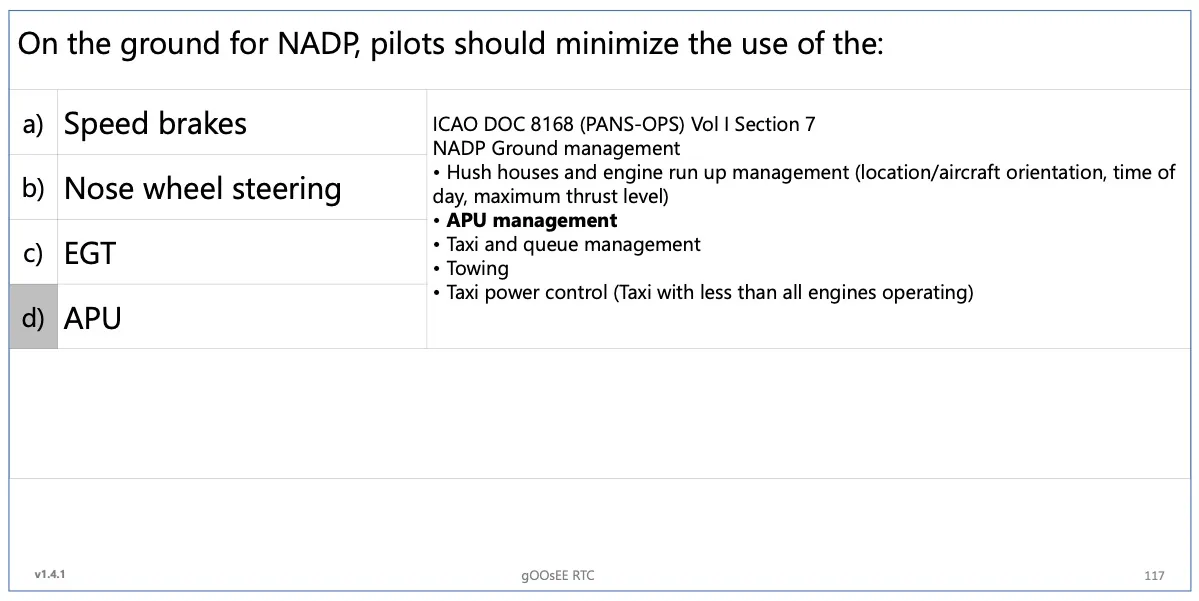 On the ground for NADP, pilots should minimize the use of the:
a) Speed brakes
b) Nose wheel steering
c) EGT
d) APU
ICAO DOC 8168 (PANS-OPS) Vol I Section 7
NADP Ground management
• Hush houses and engine run up management (location/aircraft orientation, time of
day, maximum thrust level)
• APU management
• Taxi and queue management
• Towing
• Taxi power control (Taxi with less than all engines operating)
v1.4.1
gOOsEE RTC
117